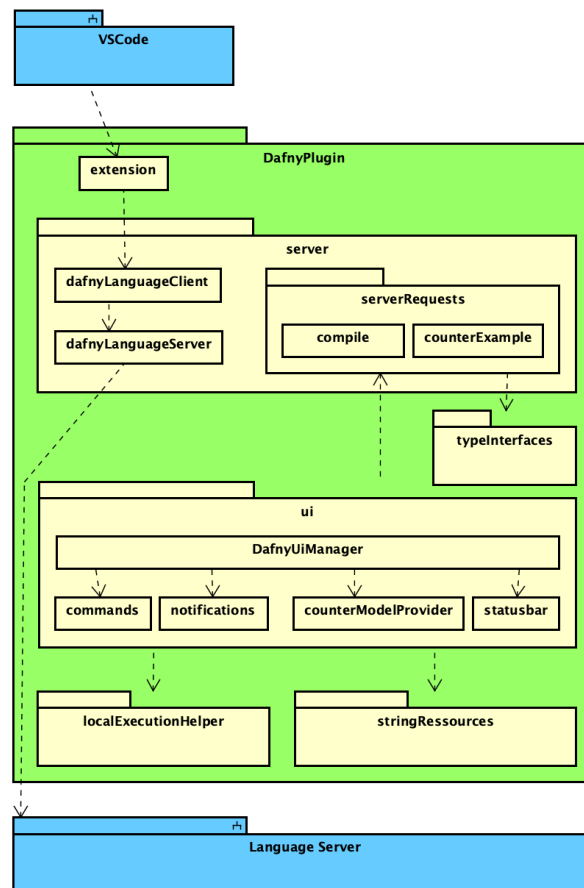 VSCode
DafnyPlugin
extension
server
dafnyLanguageClient
dafnyLanguageServer
serverRequests
compile
counterExample
typeInterfaces
ui
DafnyUiManager
commands
notifications
counterModelProvider
statusbar
localExecutionHelper
stringRessources
Language Server